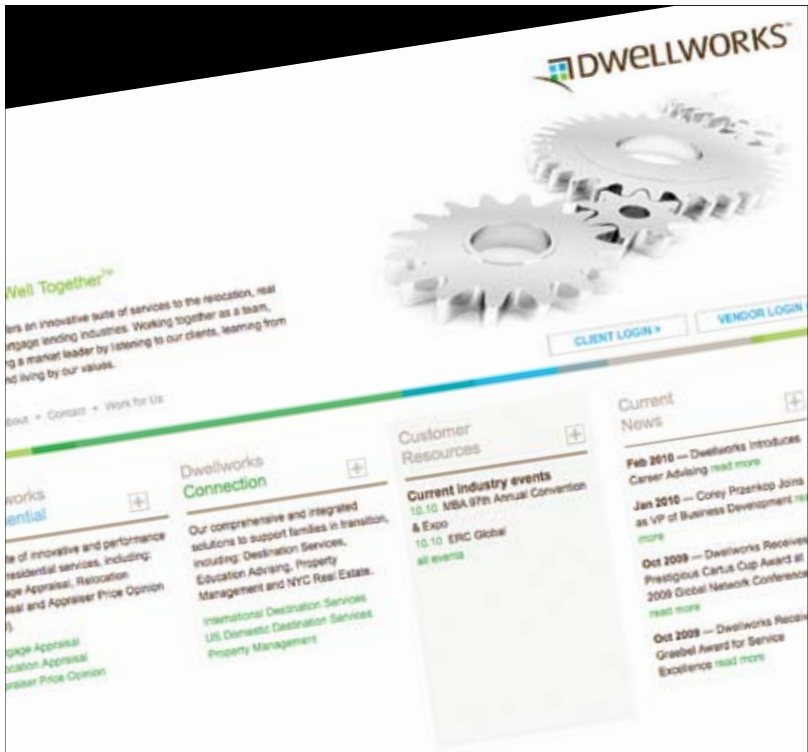 DWELLWORKS™
Well Together™
ers an innovative suite of services to the relocation, real
rtgage lending industries. Working together as a team,
g a market leader by listening to our clients, learning from
nd living by our values.
bout + Contact + Work for Us
CLIENT LOGIN »
VENDOR LOGIN
works
ential
e of innovative and performance
residential services, including:
ge Appraisal, Relocation
sal and Appraiser Price Opinion
).
gage Appraisal
ocation Appraisal
praiser Price Opinion
Dwellworks
Connection
Our comprehensive and integrated
solutions to support families in transition,
including: Destination Services,
Education Advising, Property
Management and NYC Real Estate.
International Destination Services
US Domestic Destination Services
Property Management
Customer
Resources
Current industry events
10.10 MBA 97th Annual Convention
& Expo
10.10 ERC Global
all events
Current
News
Feb 2010 — Dwellworks Introduces
Career Advising read more
Jan 2010 — Corey Przenkop Joins
as VP of Business Development re
more
Oct 2009 — Dwellworks Receives
Prestigious Cartus Cup Award at
2009 Global Network Conference
read more
Oct 2009 — Dwellworks Receive
Graebel Award for Service
Excellence read more